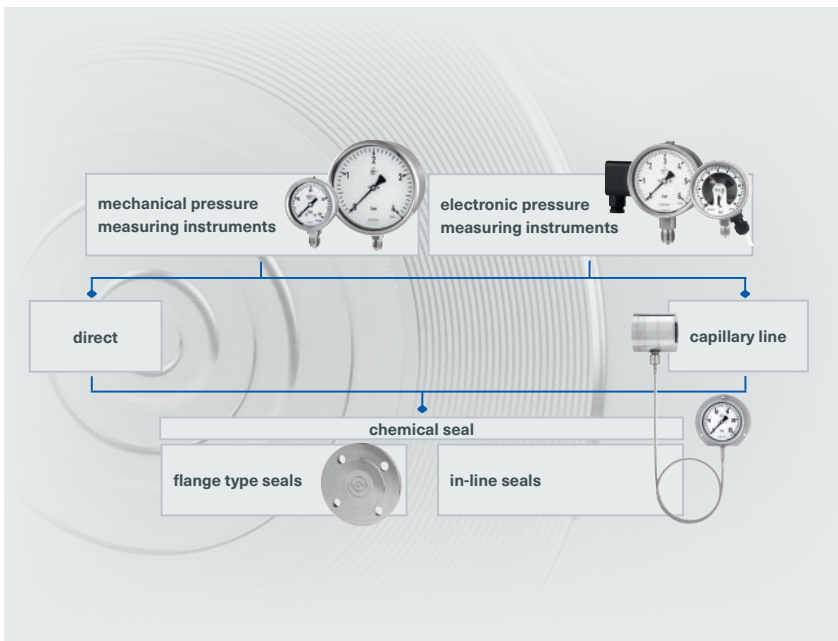 mechanical pressure
measuring instruments
electronic pressure
measuring instruments
direct
capillary line
chemical seal
flange type seals
in-line seals